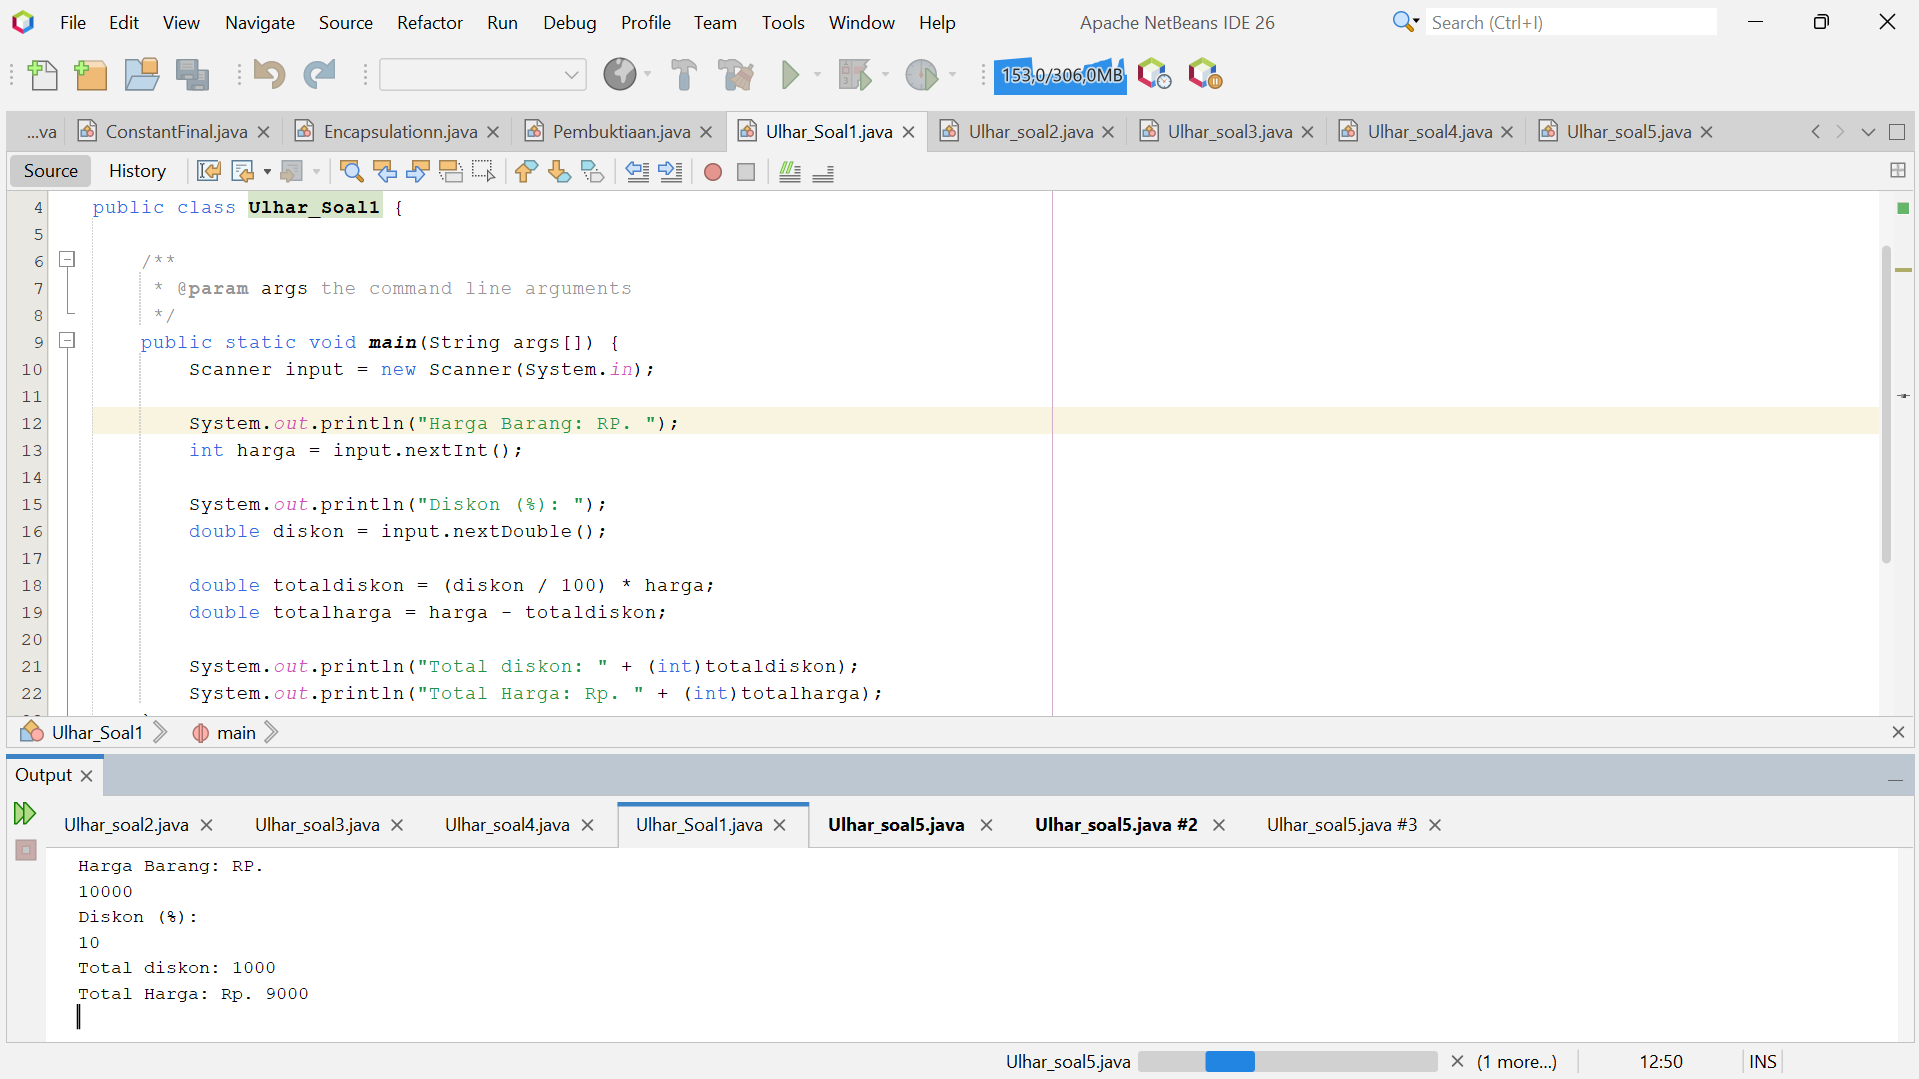 File Edit View Navigate Source Refactor Run Debug Profile Team Tools Window Help Apache NetBeans IDE 26 Search (Ctrl+I)
153,0/306,0MB
...va ConstantFinal.java Encapsulationn.java Pembuktiaan.java Ulhar_Soal1.java Ulhar_soal2.java Ulhar_soal3.java Ulhar_soal4.java Ulhar_soal5.java
Source History
4 public class Ulhar_Soal1 {
5
6 /**
7 * @param args the command line arguments
8 */
9 public static void main(String args[]) {
10 Scanner input = new Scanner(System.in);
11
12 System.out.println("Harga Barang: RP. ");
13 int harga = input.nextInt();
14
15 System.out.println("Diskon (%): ");
16 double diskon = input.nextDouble();
17
18 double totaldiskon = (diskon / 100) * harga;
19 double totalharga = harga - totaldiskon;
20
21 System.out.println("Total diskon: " + (int)totaldiskon);
22 System.out.println("Total Harga: Rp. " + (int)totalharga);
Ulhar_Soal1 main
Output
Ulhar_soal2.java Ulhar_soal3.java Ulhar_soal4.java Ulhar_Soal1.java Ulhar_soal5.java Ulhar_soal5.java #2 Ulhar_soal5.java #3
Harga Barang: RP.
10000
Diskon (%):
10
Total diskon: 1000
Total Harga: Rp. 9000
Ulhar_soal5.java (1 more...) 12:50 INS